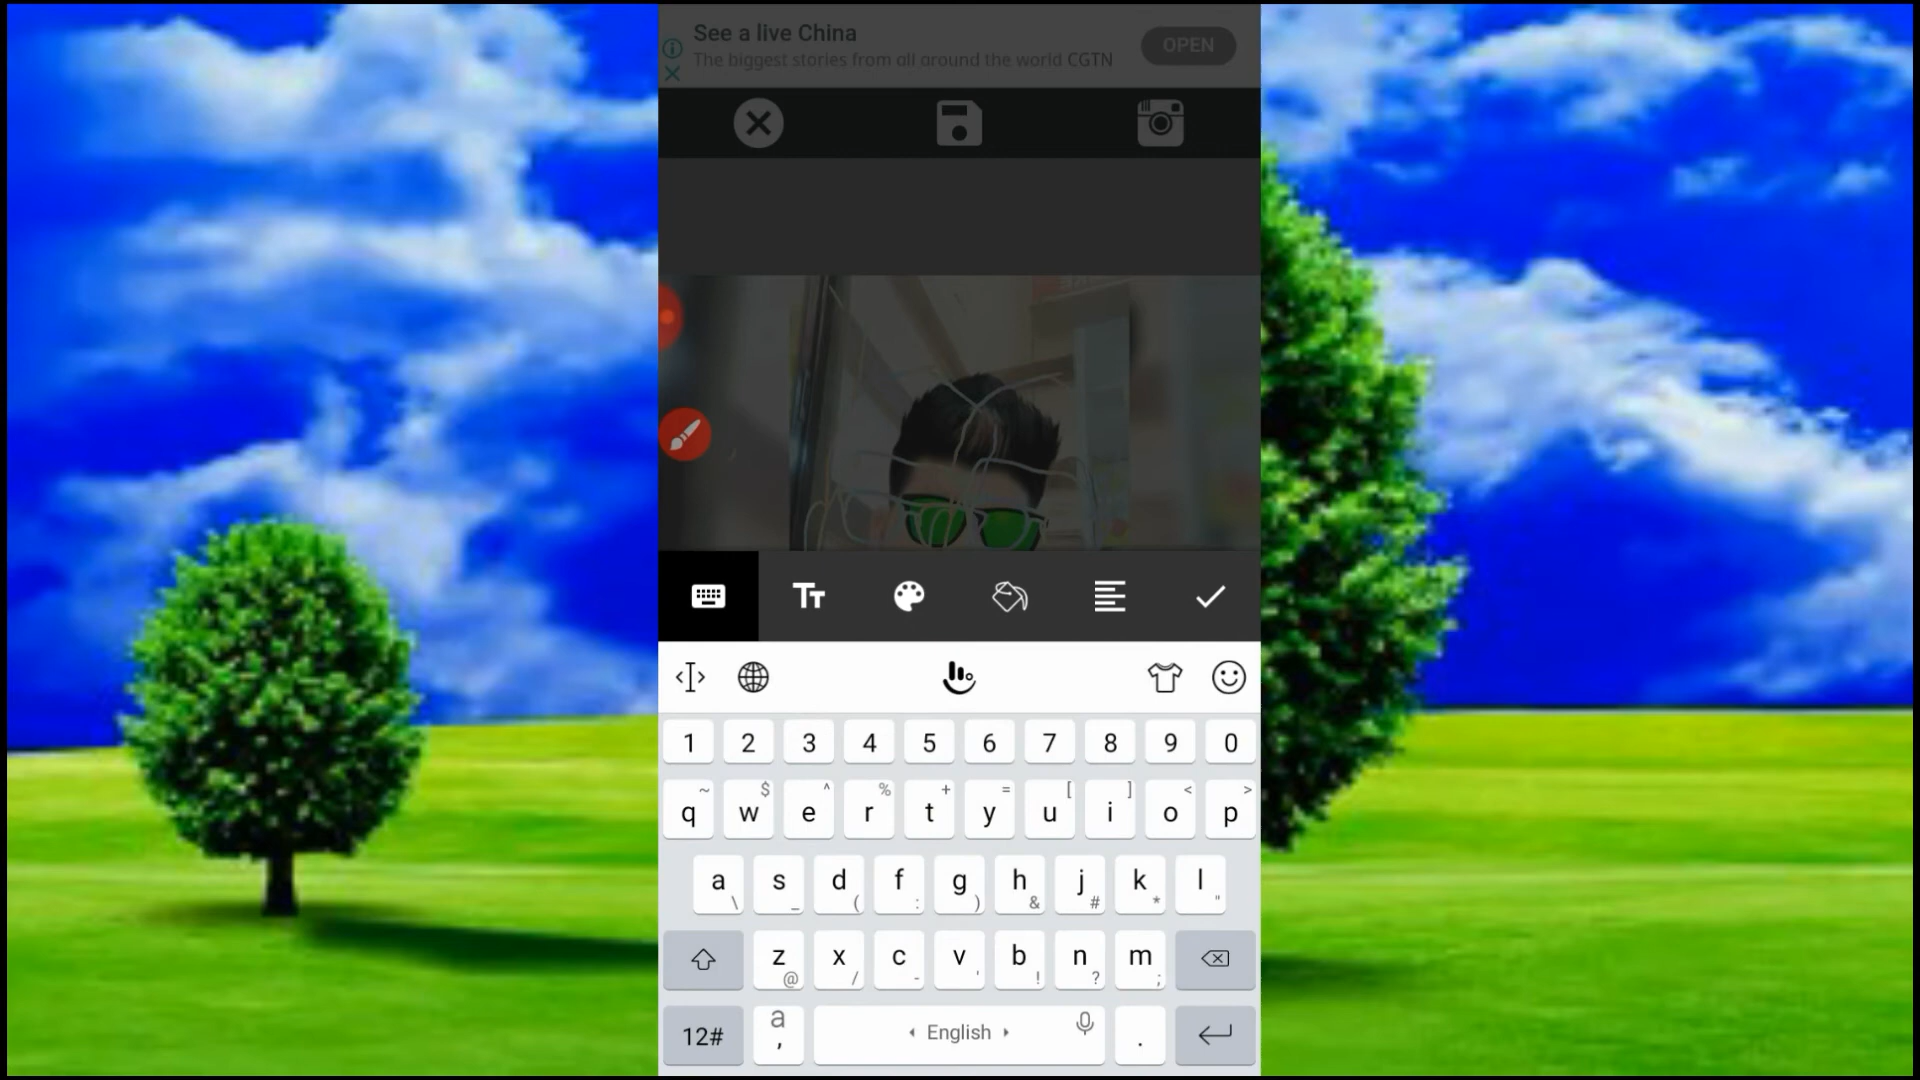 See a live China
The biggest stories from all around the world CGTN
OPEN
Tт
1 2 3 4 5 6 7 8 9 0
~ $ ^ % + = [ ] < >
q w e r t y u i o p
a s d f g h j k l
\ _ ( : ) & # * "
z x c v b n m
@ / - ' ! ? ;
12# a , English .